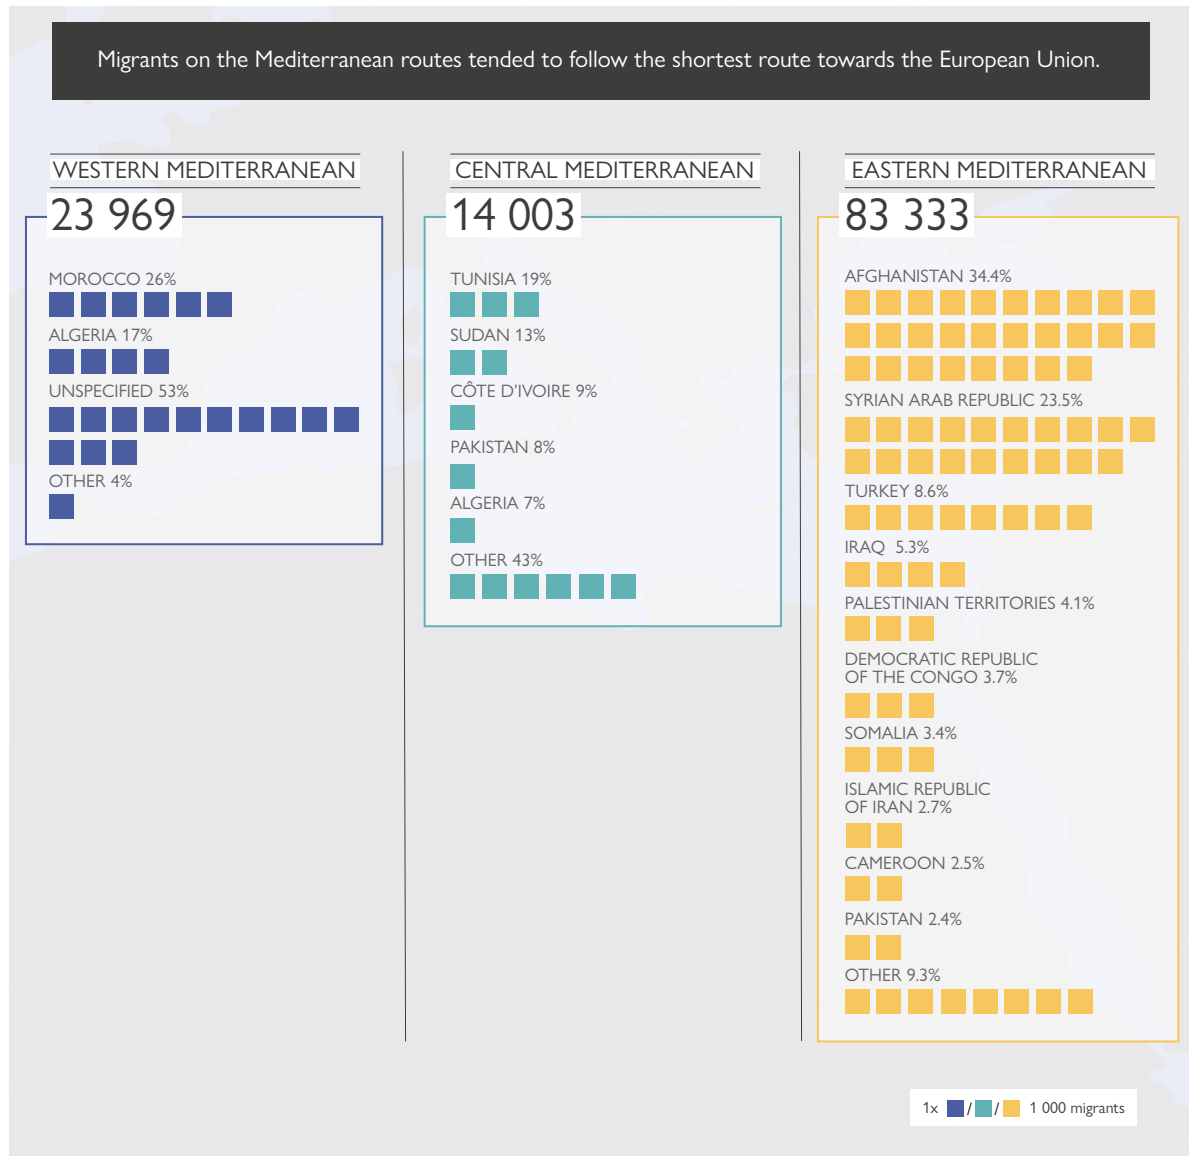 Migrants on the Mediterranean routes tended to follow the shortest route towards the European Union.
WESTERN MEDITERRANEAN
23 969
MOROCCO 26%
ALGERIA 17%
UNSPECIFIED 53%
OTHER 4%
CENTRAL MEDITERRANEAN
14 003
TUNISIA 19%
SUDAN 13%
CÔTE D'IVOIRE 9%
PAKISTAN 8%
ALGERIA 7%
OTHER 43%
EASTERN MEDITERRANEAN
83 333
AFGHANISTAN 34.4%
SYRIAN ARAB REPUBLIC 23.5%
TURKEY 8.6%
IRAQ 5.3%
PALESTINIAN TERRITORIES 4.1%
DEMOCRATIC REPUBLIC
OF THE CONGO 3.7%
SOMALIA 3.4%
ISLAMIC REPUBLIC
OF IRAN 2.7%
CAMEROON 2.5%
PAKISTAN 2.4%
OTHER 9.3%
1x / / 1 000 migrants